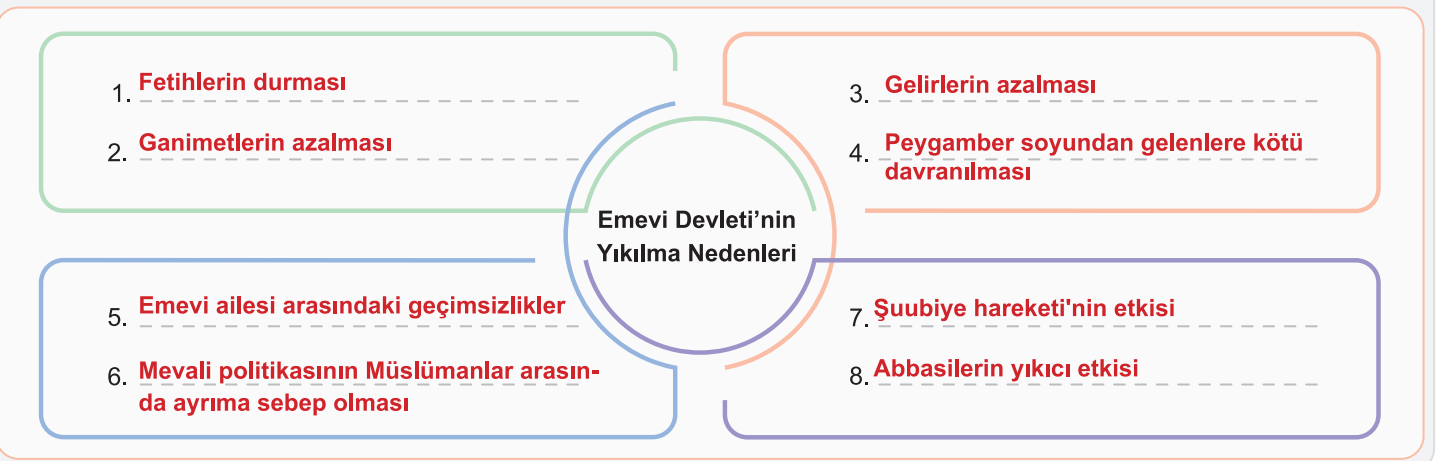 1. Fetihlerin durması
2. Ganimetlerin azalması
3. Gelirlerin azalması
4. Peygamber soyundan gelenlere kötü
davranılması
Emevi Devleti’nin
Yıkılma Nedenleri
5. Emevi ailesi arasındaki geçimsizlikler
6. Mevali politikasının Müslümanlar arasın-
da ayrıma sebep olması
7. Şuubiye hareketi'nin etkisi
8. Abbasilerin yıkıcı etkisi